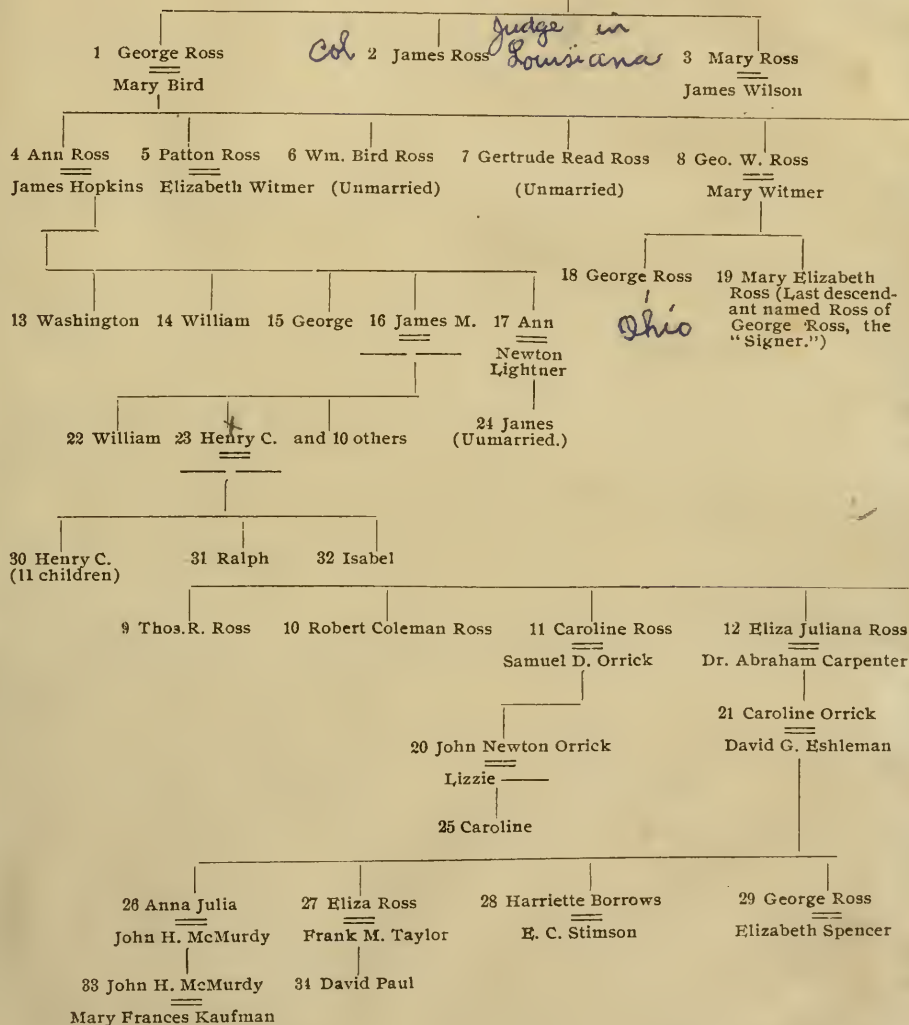 1 George Ross
Mary Bird
Col 2 James Ross Judge in Louisiana
3 Mary Ross
James Wilson
4 Ann Ross
James Hopkins
5 Patton Ross
Elizabeth Witmer
6 Wm. Bird Ross
(Unmarried)
7 Gertrude Read Ross
(Unmarried)
8 Geo. W. Ross
Mary Witmer
13 Washington
14 William
15 George
16 James M.
17 Ann
Newton
Lightner
18 George Ross
Ohio
19 Mary Elizabeth
Ross (Last descend-
ant named Ross of
George Ross, the
"Signer.")
22 William
23 Henry C.
and 10 others
24 James
(Unmarried.)
30 Henry C.
(11 children)
31 Ralph
32 Isabel
9 Thos. R. Ross
10 Robert Coleman Ross
11 Caroline Ross
Samuel D. Orrick
12 Eliza Juliana Ross
Dr. Abraham Carpenter
20 John Newton Orrick
Lizzie
25 Caroline
21 Caroline Orrick
David G. Eshleman
26 Anna Julia
John H. McMurdy
27 Eliza Ross
Frank M. Taylor
28 Harriette Borrows
E. C. Stimson
29 George Ross
Elizabeth Spencer
33 John H. McMurdy
Mary Frances Kaufman
34 David Paul